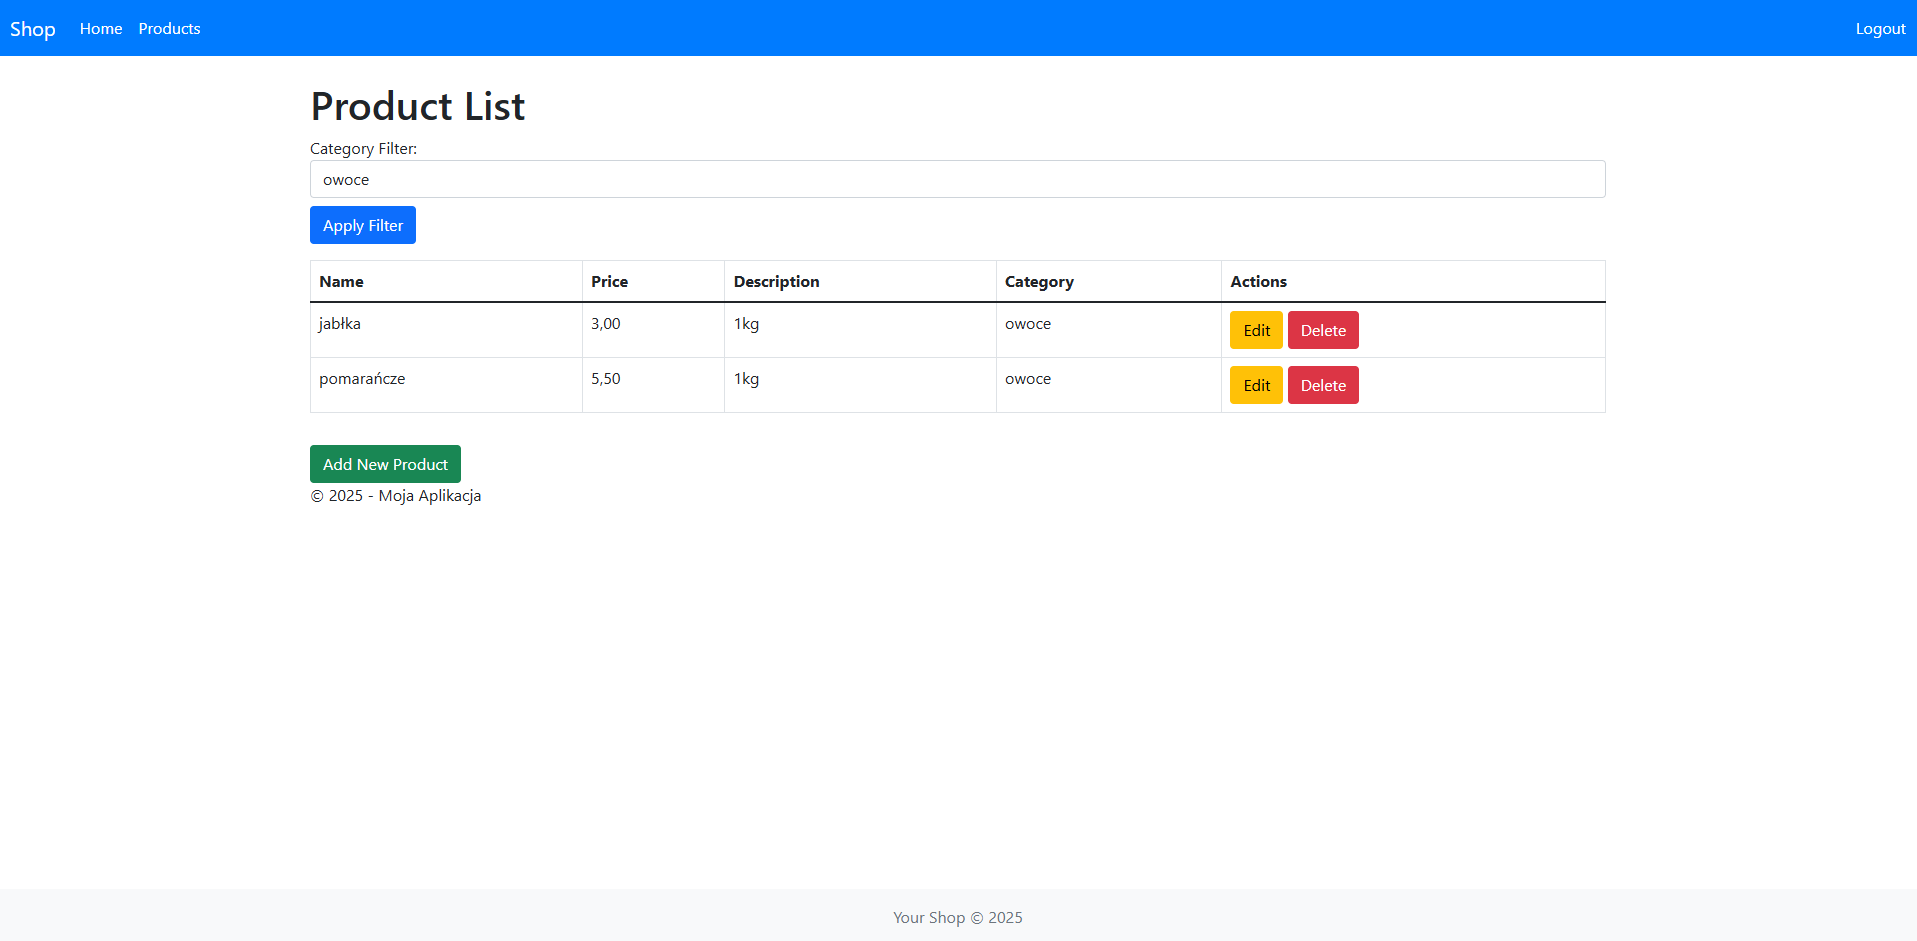 Shop Home Products Logout
Product List
Category Filter:
owoce
Apply Filter
Name Price Description Category Actions
jabłka 3,00 1kg owoce Edit Delete
pomarańcze 5,50 1kg owoce Edit Delete
Add New Product
© 2025 - Moja Aplikacja
Your Shop © 2025